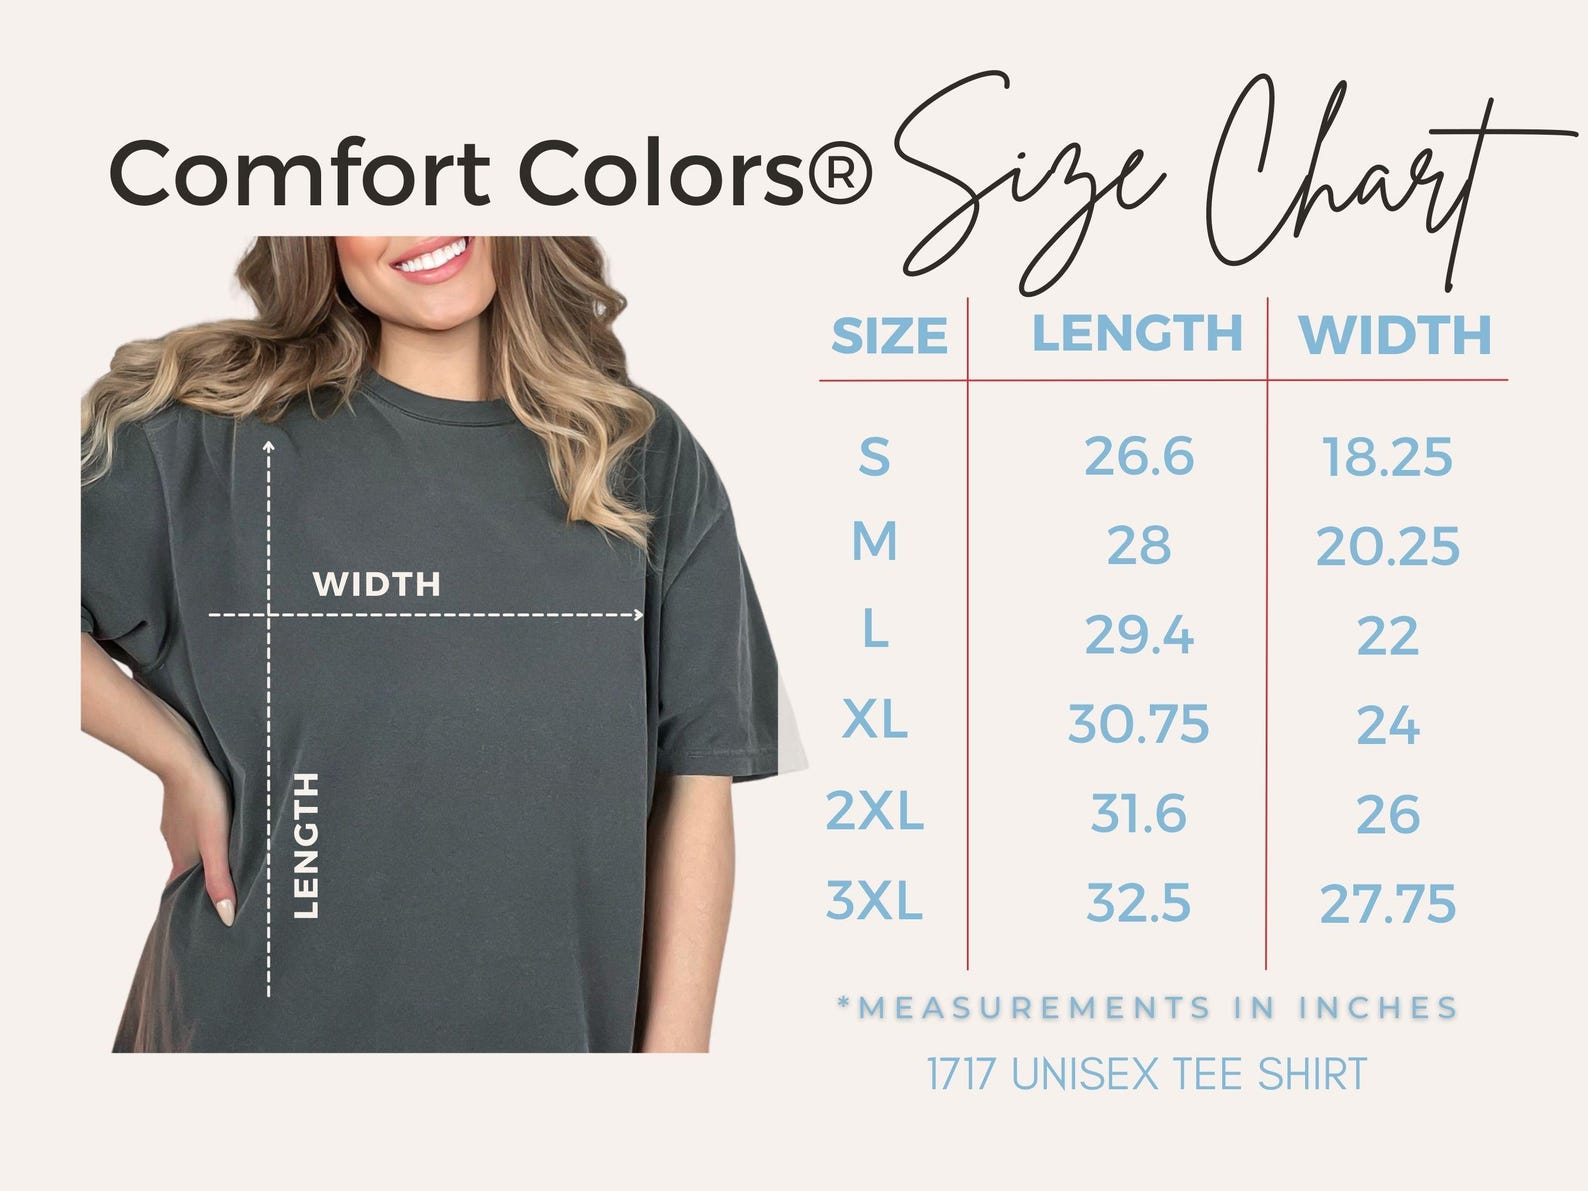 Comfort Colors® Size Chart
SIZE LENGTH WIDTH
S 26.6 18.25
M 28 20.25
L 29.4 22
XL 30.75 24
2XL 31.6 26
3XL 32.5 27.75
*MEASUREMENTS IN INCHES
1717 UNISEX TEE SHIRT
WIDTH
LENGTH